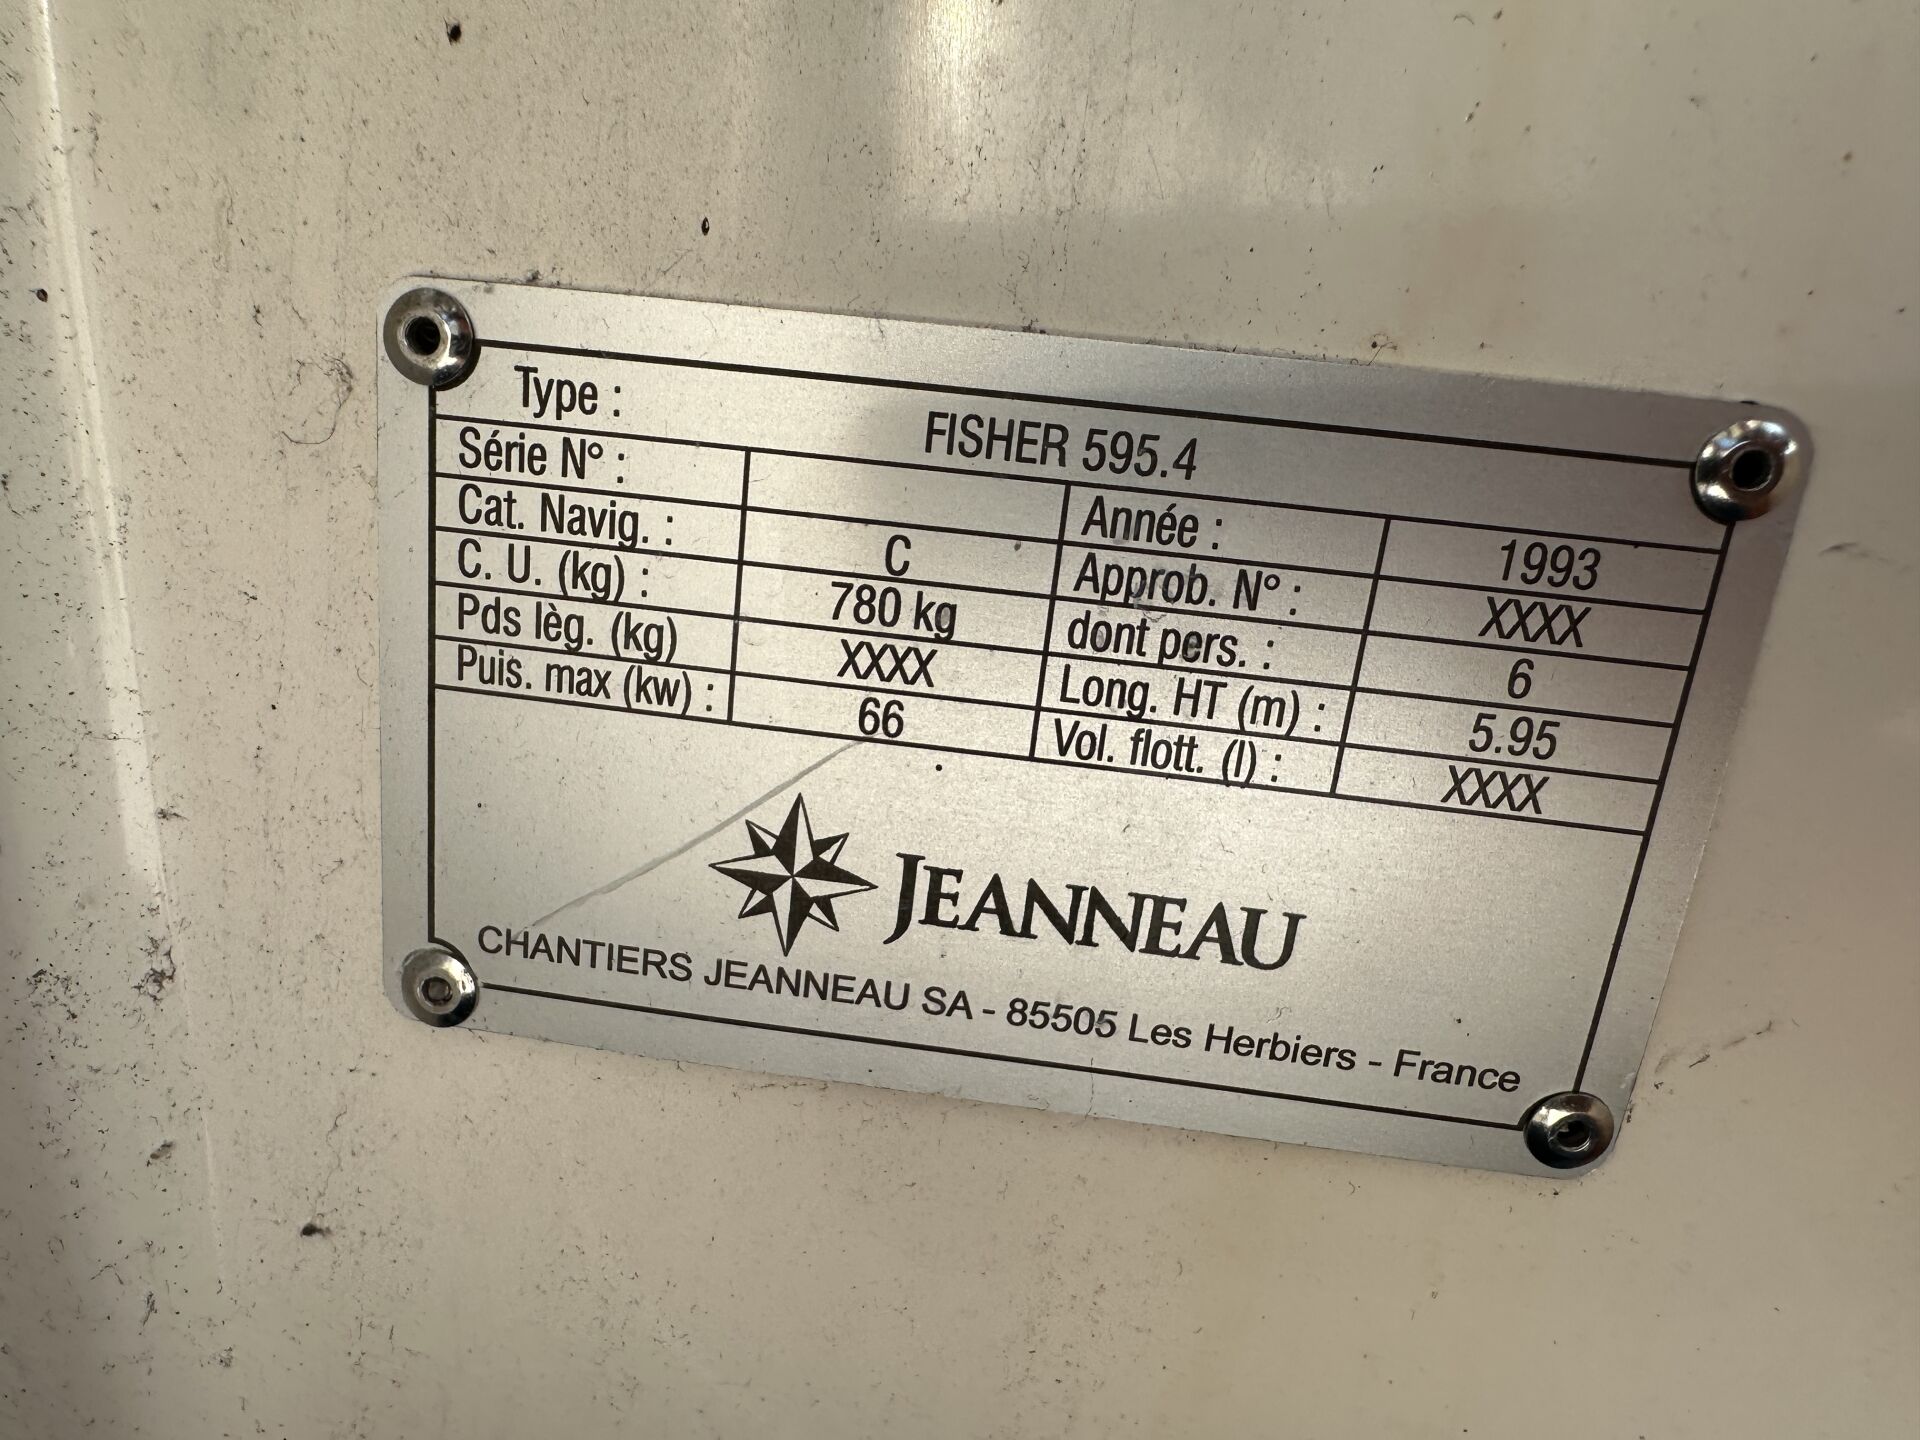 Type : FISHER 595.4
Série N° : Année : 1993
Cat. Navig. : C Approb. N° : XXXX
C. U. (kg) : 780 kg dont pers. : 6
Pds lèg. (kg) XXXX Long. HT (m) : 5.95
Puis. max (kw) : 66 Vol. flott. (l) : XXXX
JEANNEAU
CHANTIERS JEANNEAU SA - 85505 Les Herbiers - France